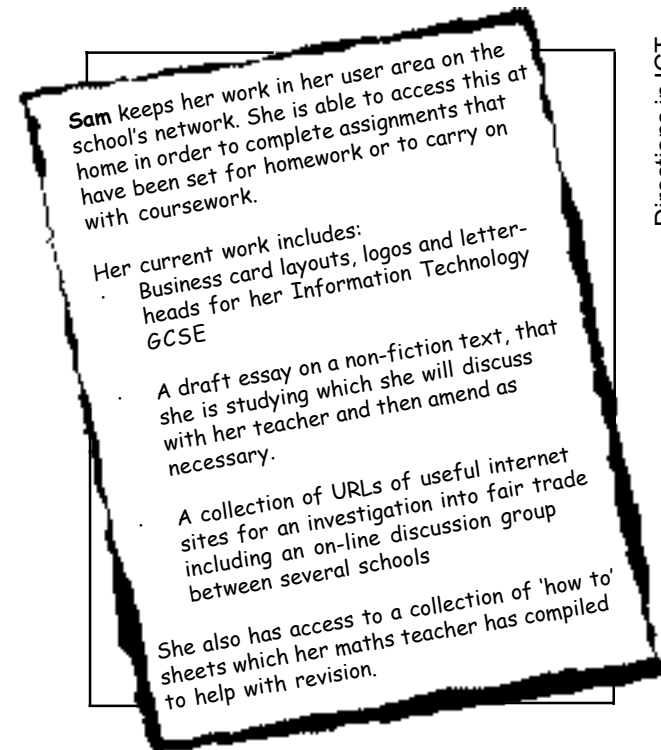 Sam keeps her work in her user area on the
school's network. She is able to access this at
home in order to complete assignments that
have been set for homework or to carry on
with coursework.
Her current work includes:
· Business card layouts, logos and letter-
heads for her Information Technology
GCSE
· A draft essay on a non-fiction text, that
she is studying which she will discuss
with her teacher and then amend as
necessary.
· A collection of URLs of useful internet
sites for an investigation into fair trade
including an on-line discussion group
between several schools
She also has access to a collection of 'how to'
sheets which her maths teacher has compiled
to help with revision.